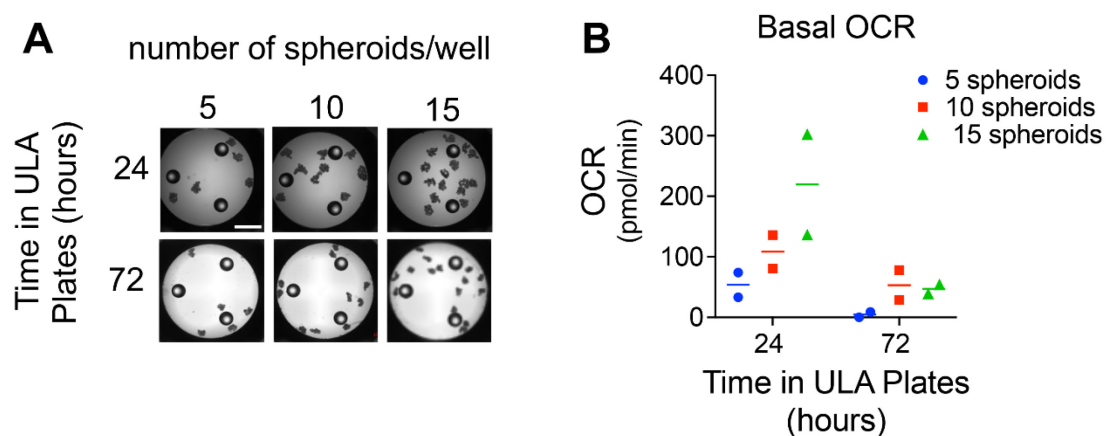 A
number of spheroids/well
5 10 15
Time in ULA
Plates (hours)
24
72
B
Basal OCR
5 spheroids
10 spheroids
15 spheroids
OCR
(pmol/min)
400
300
200
100
0
24 72
Time in ULA Plates
(hours)